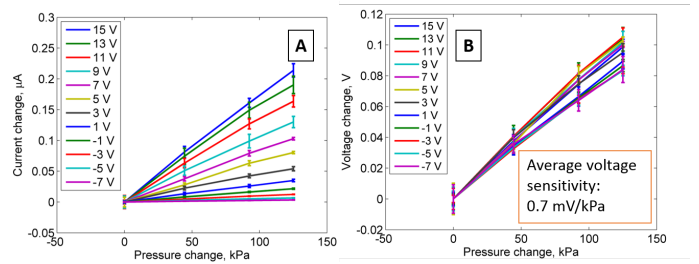 0.3
0.25
0.2
0.15
0.1
0.05
0
-0.05
Current change, µA
15 V
13 V
11 V
9 V
7 V
5 V
3 V
1 V
-1 V
-3 V
-5 V
-7 V
A
-50
0
50
100
150
Pressure change, kPa
0.12
0.1
0.08
0.06
0.04
0.02
0
-0.02
Voltage change, V
15 V
13 V
11 V
9 V
7 V
5 V
3 V
1 V
-1 V
-3 V
-5 V
-7 V
B
Average voltage
sensitivity:
0.7 mV/kPa
-50
0
50
100
150
Pressure change, kPa